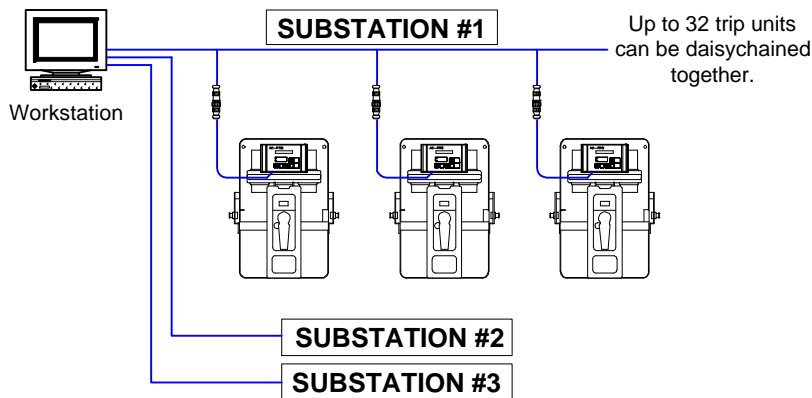 SUBSTATION #1
Up to 32 trip units
can be daisychained
together.
Workstation
SUBSTATION #2
SUBSTATION #3